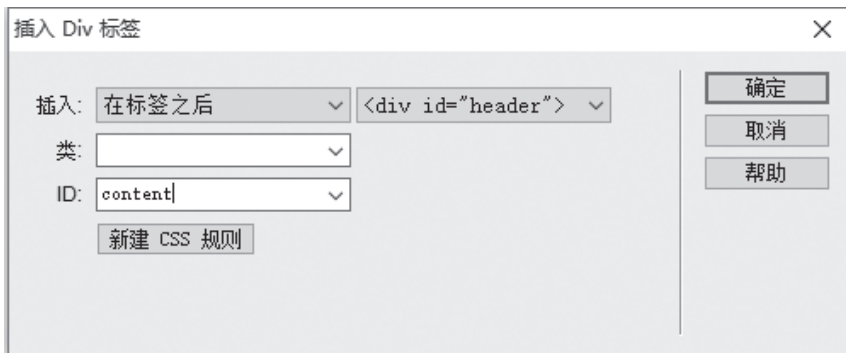 插入 Div 标签
插入: 在标签之后 <div id="header">
类:
ID: content
新建 CSS 规则
确定
取消
帮助